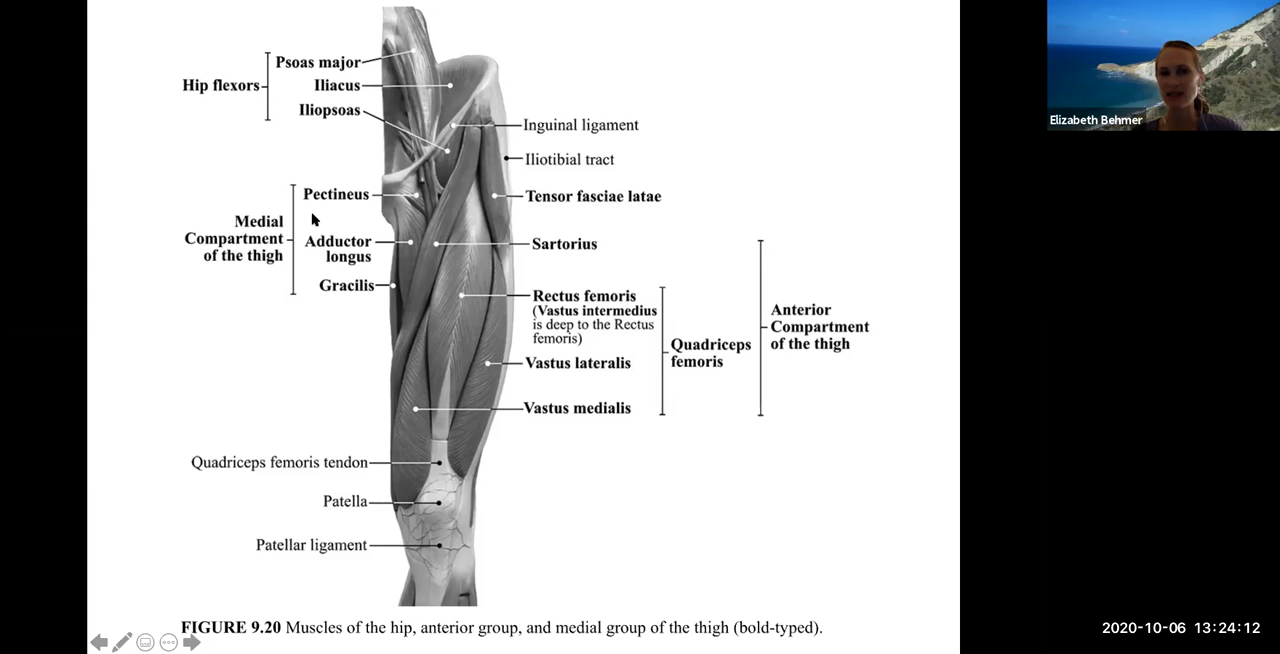 Psoas major
Hip flexors
Iliacus
Iliopsoas
Inguinal ligament
Iliotibial tract
Pectineus
Tensor fasciae latae
Medial
Compartment
of the thigh
Adductor
longus
Sartorius
Gracilis
Rectus femoris
(Vastus intermedius
is deep to the Rectus
femoris)
Quadriceps
femoris
Anterior
Compartment
of the thigh
Vastus lateralis
Vastus medialis
Quadriceps femoris tendon
Patella
Patellar ligament
FIGURE 9.20 Muscles of the hip, anterior group, and medial group of the thigh (bold-typed).
Elizabeth Behmer
2020-10-06 13:24:12